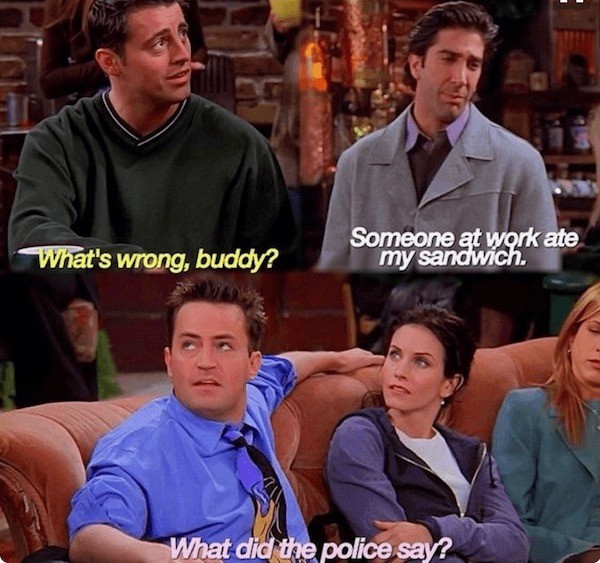 What's wrong, buddy?
Someone at work ate
my sandwich.
What did the police say?